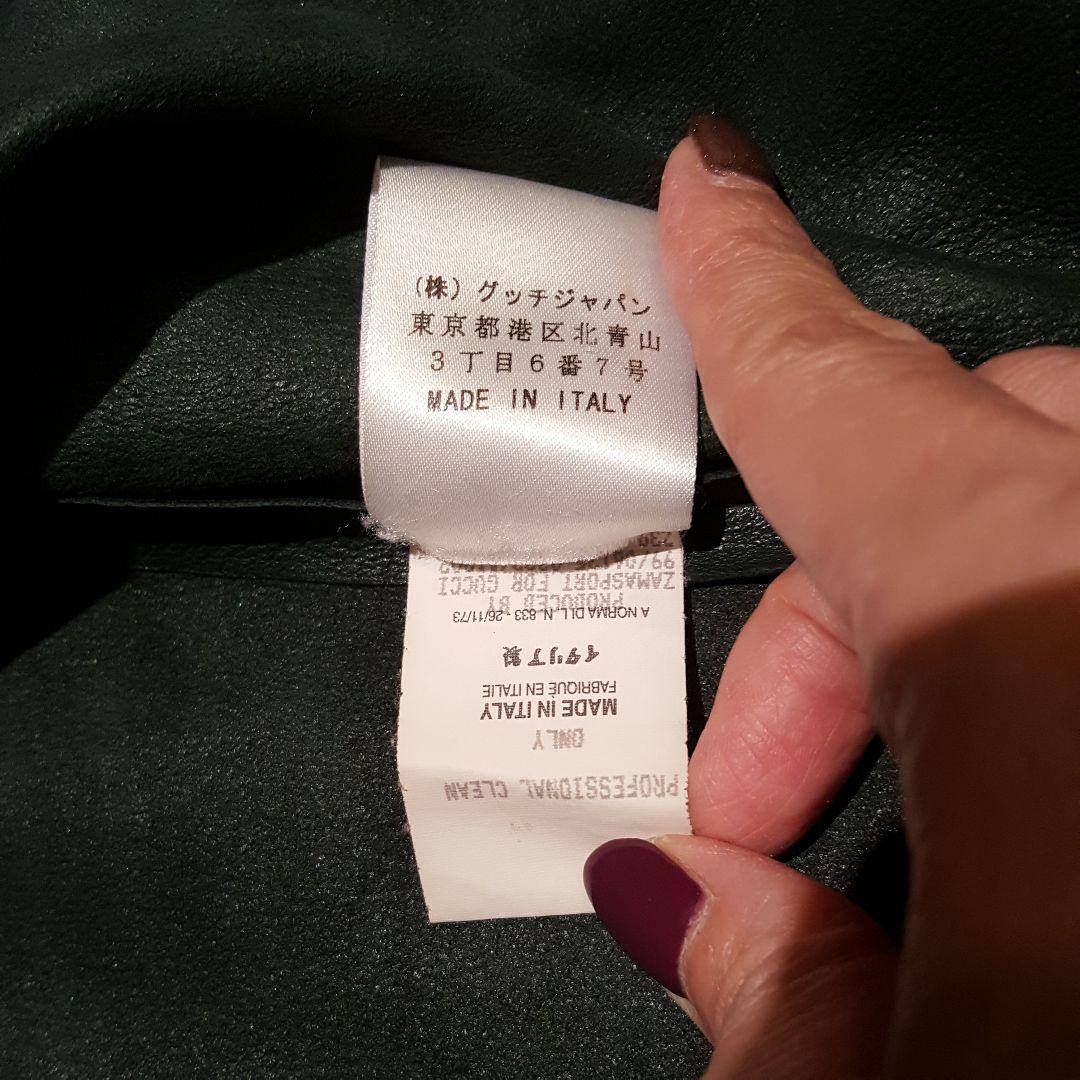 (株)グッチジャパン
東京都港区北青山
3丁目6番7号
MADE IN ITALY
PROFESSIONAL CLEAN
ONLY
MADE IN ITALY
FABRIQUÉ EN ITALIE
イタリア製
A NORMA DI L. N. 833 - 26/11/73
PRODUCED BY
ZAMASPORT FOR GUCCI